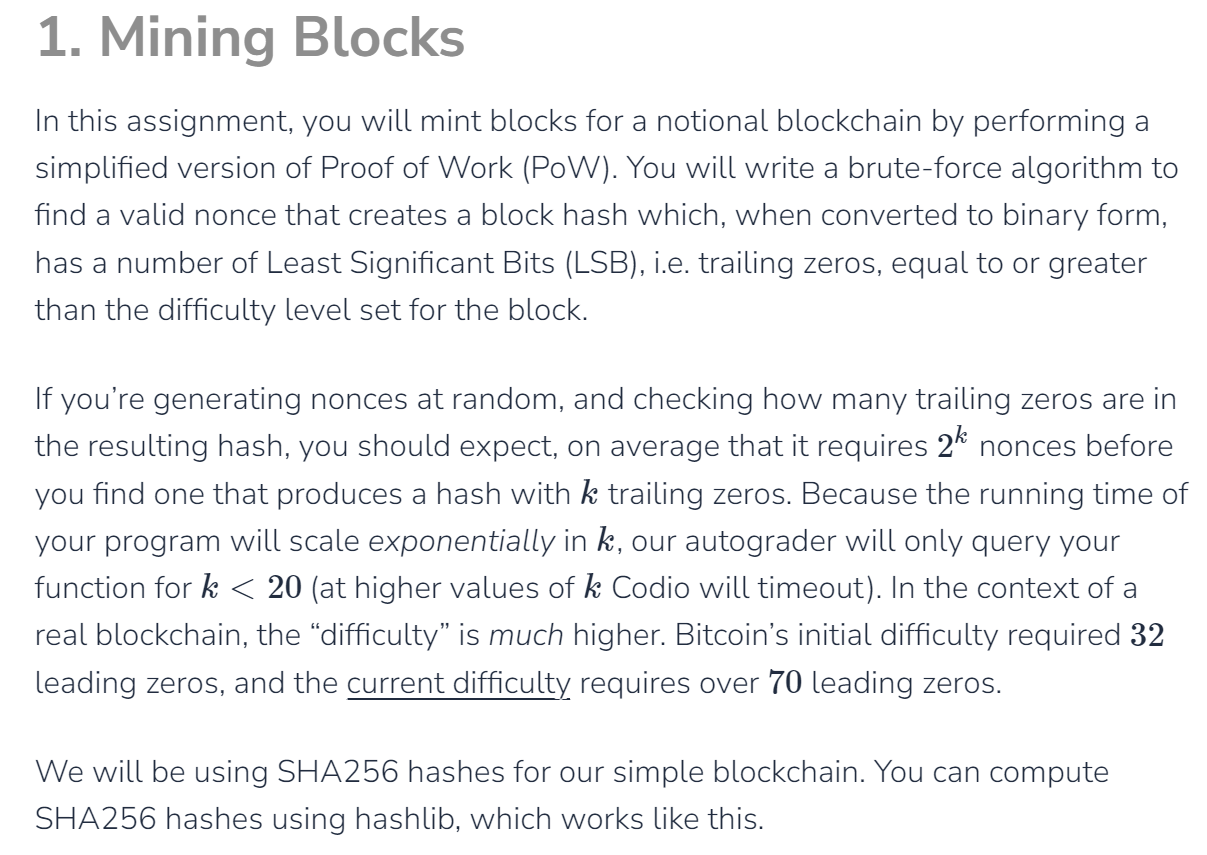 1. Mining Blocks
In this assignment, you will mint blocks for a notional blockchain by performing a
simplified version of Proof of Work (PoW). You will write a brute-force algorithm to
find a valid nonce that creates a block hash which, when converted to binary form,
has a number of Least Significant Bits (LSB), i.e. trailing zeros, equal to or greater
than the difficulty level set for the block.
If you’re generating nonces at random, and checking how many trailing zeros are in
the resulting hash, you should expect, on average that it requires 2^k nonces before
you find one that produces a hash with k trailing zeros. Because the running time of
your program will scale exponentially in k, our autograder will only query your
function for k < 20 (at higher values of k Codio will timeout). In the context of a
real blockchain, the “difficulty” is much higher. Bitcoin’s initial difficulty required 32
leading zeros, and the current difficulty requires over 70 leading zeros.
We will be using SHA256 hashes for our simple blockchain. You can compute
SHA256 hashes using hashlib, which works like this.